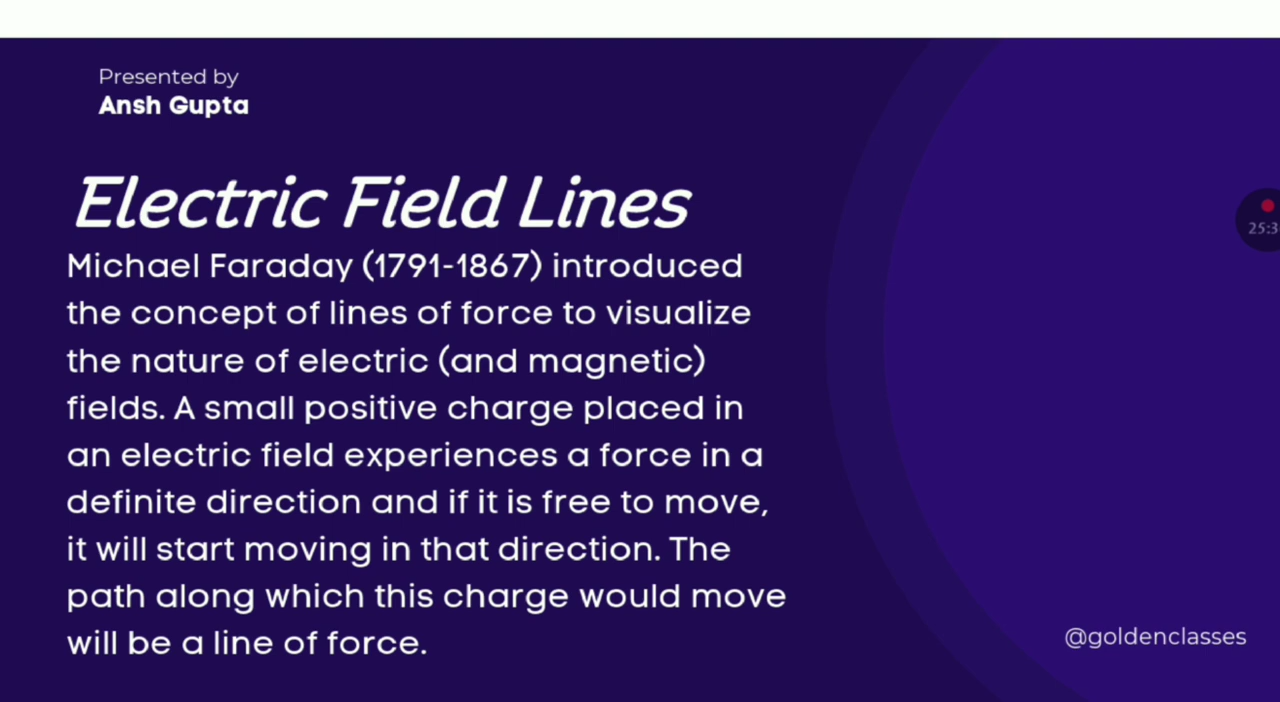 Presented by
Ansh Gupta
Electric Field Lines
Michael Faraday (1791-1867) introduced
the concept of lines of force to visualize
the nature of electric (and magnetic)
fields. A small positive charge placed in
an electric field experiences a force in a
definite direction and if it is free to move,
it will start moving in that direction. The
path along which this charge would move
will be a line of force.
25:3
@goldenclasses